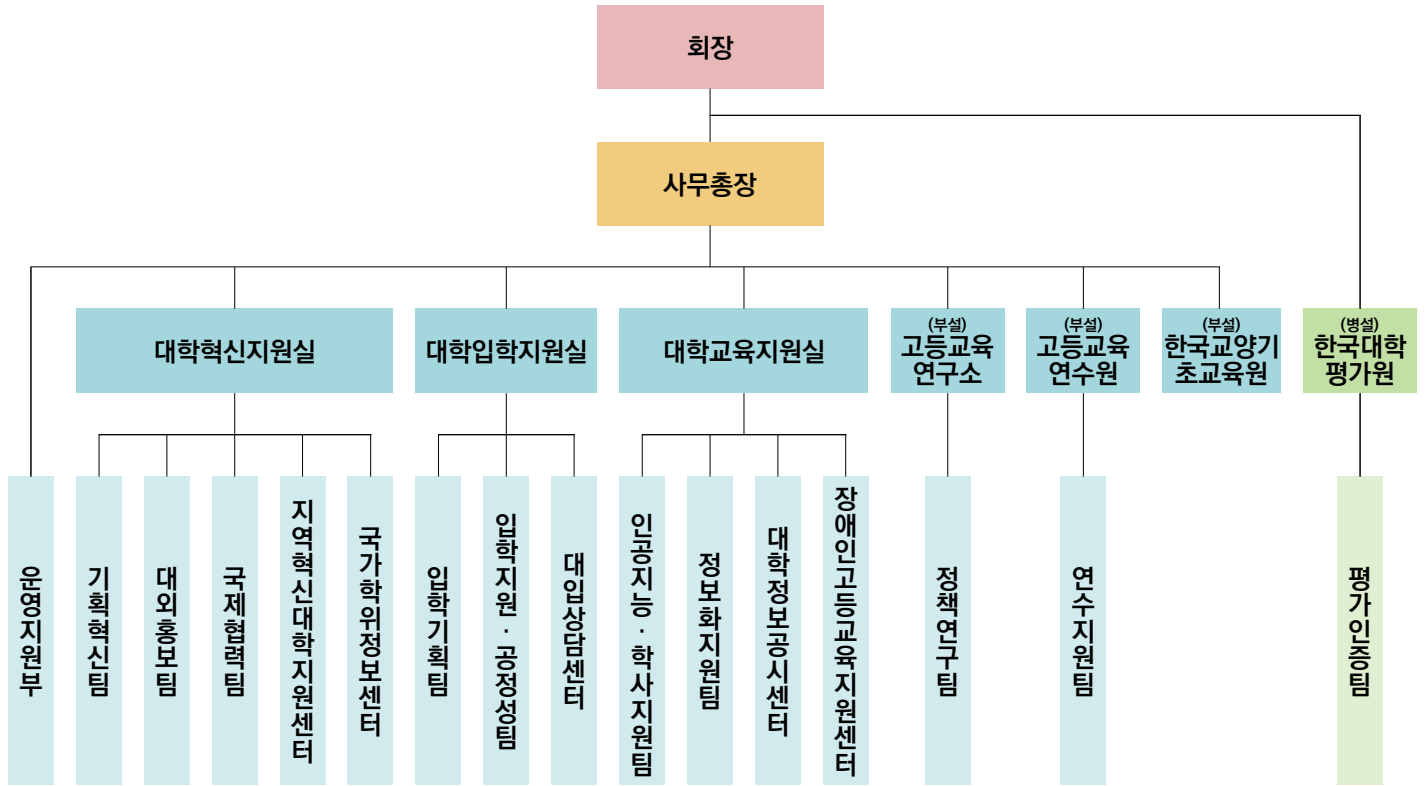 회장
사무총장
대학혁신지원실
대학입학지원실
대학교육지원실
(부설)
고등교육
연구소
(부설)
고등교육
연수원
(부설)
한국교양기
초교육원
(병설)
한국대학
평가원
운영지원부
기획혁신팀
대외홍보팀
국제협력팀
지역혁신대학지원센터
국가학위정보센터
입학기획팀
입학지원·공정성팀
대입상담센터
인공지능·학사지원팀
정보화지원팀
대학정보공시센터
장애인고등교육지원센터
정책연구팀
연수지원팀
평가인증팀